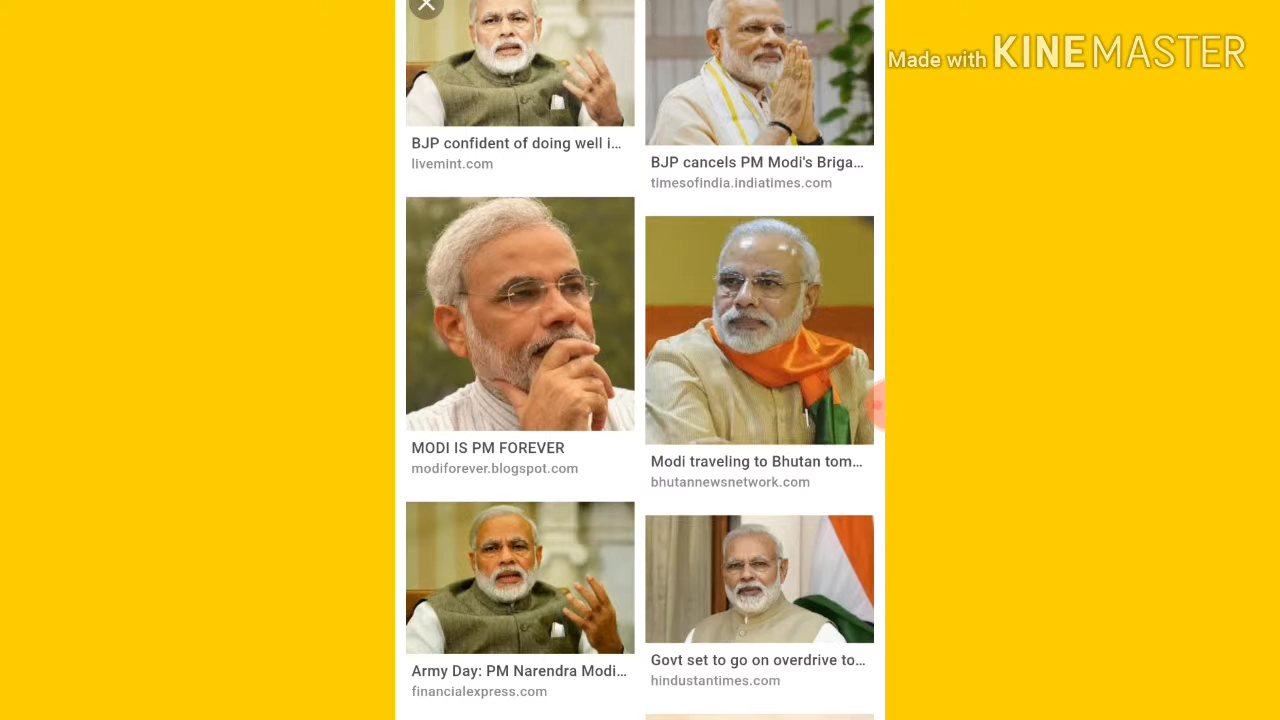 Made with KINEMASTER
BJP confident of doing well i...
livemint.com
BJP cancels PM Modi's Briga...
timesofindia.indiatimes.com
MODI IS PM FOREVER
modiforever.blogspot.com
Modi traveling to Bhutan tom...
bhutannewsnetwork.com
Army Day: PM Narendra Modi...
financialexpress.com
Govt set to go on overdrive to...
hindustantimes.com